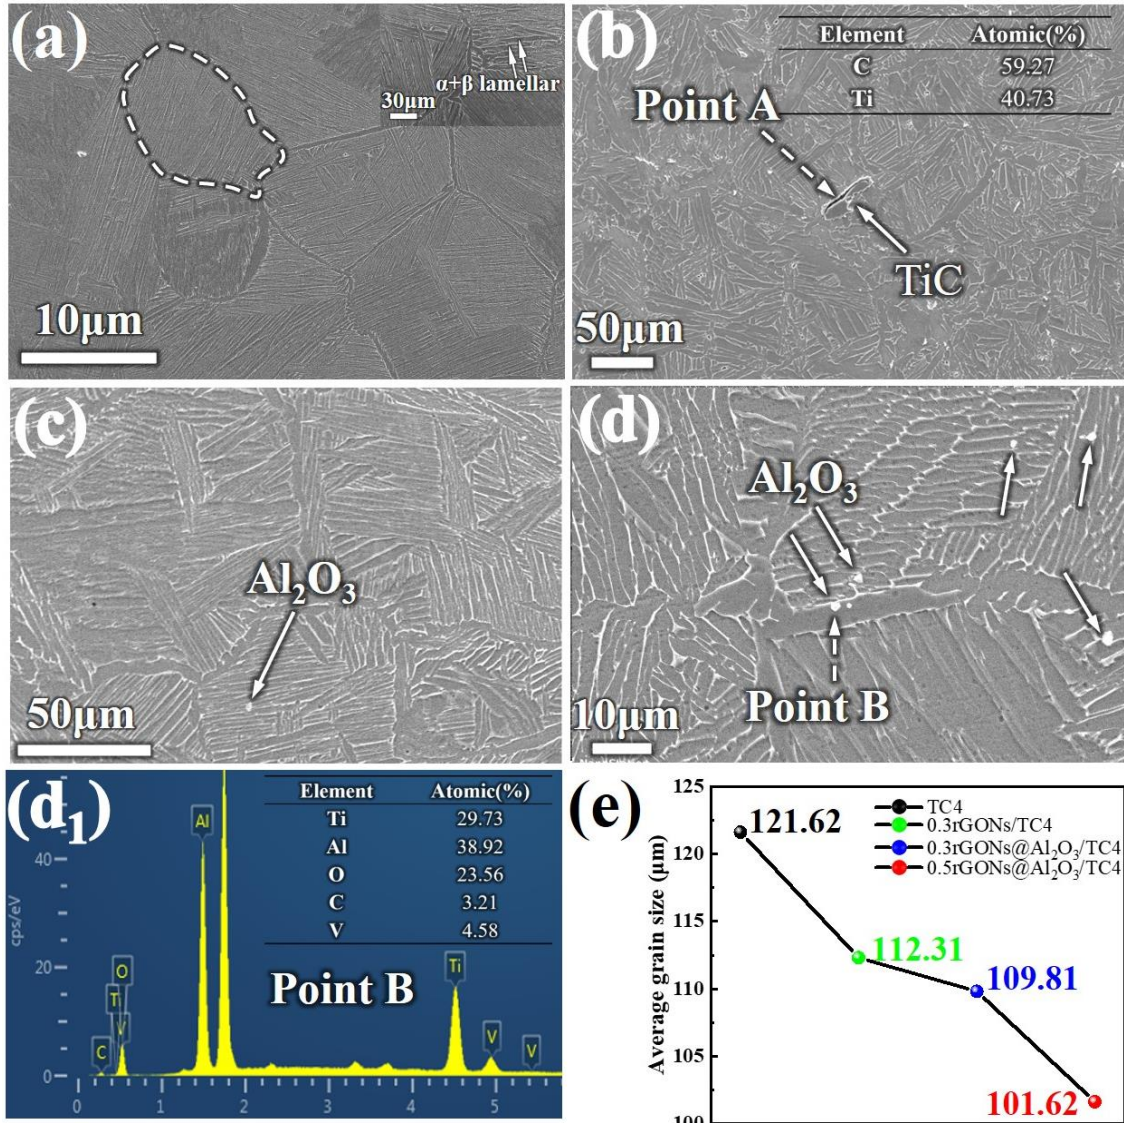 (a)
α+β lamellar
30μm
10μm
(b)
Element Atomic(%)
C 59.27
Ti 40.73
Point A
TiC
50μm
(c)
Al₂O₃
50μm
(d)
Al₂O₃
Point B
10μm
(d₁)
Element Atomic(%)
Ti 29.73
Al 38.92
O 23.56
C 3.21
V 4.58
Point B
cps/eV
40
20
0
Al
O
T
V
C
Ti
V
V
0 1 2 3 4 5
(e)
Average grain size (μm)
125
120
115
110
105
100
TC4
0.3rGONs/TC4
0.3rGONs@Al₂O₃/TC4
0.5rGONs@Al₂O₃/TC4
121.62
112.31
109.81
101.62